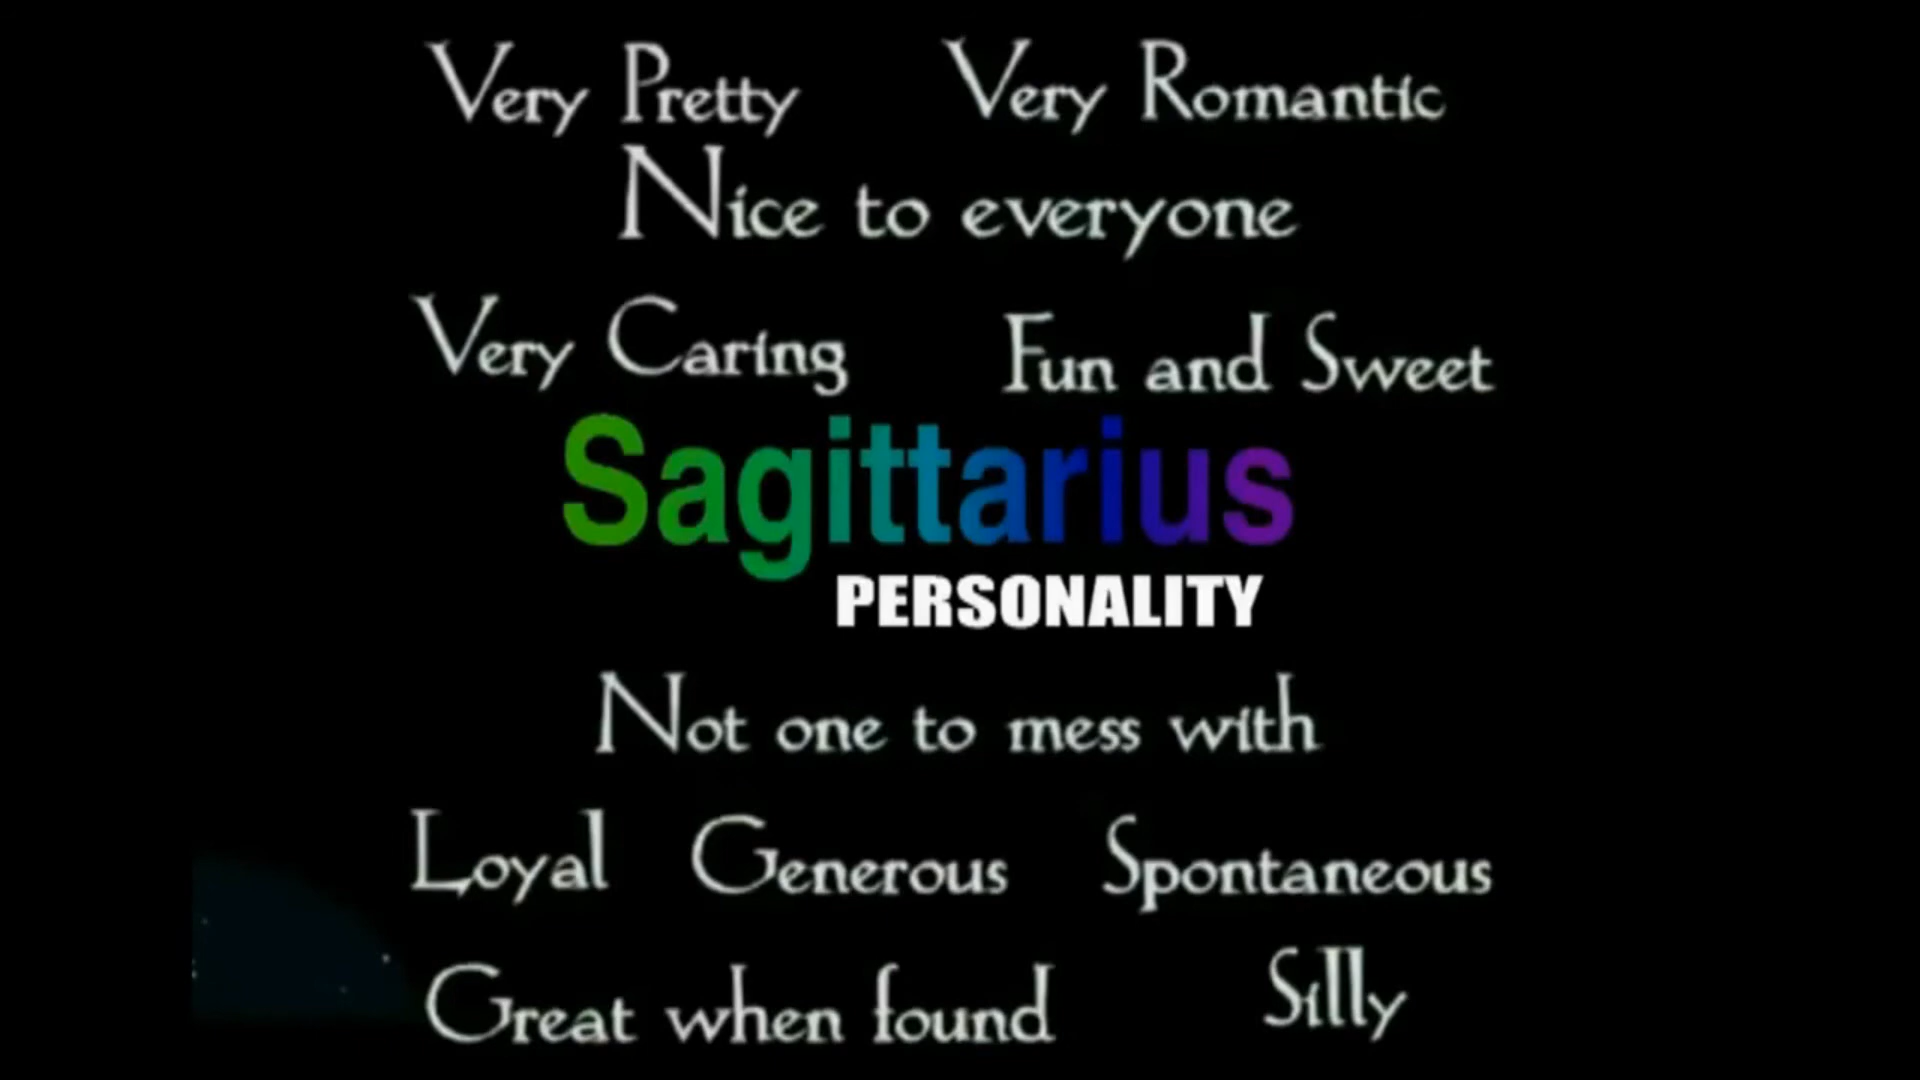 Very Pretty Very Romantic
Nice to everyone
Very Caring Fun and Sweet
Sagittarius
PERSONALITY
Not one to mess with
Loyal Generous Spontaneous
Great when found Silly